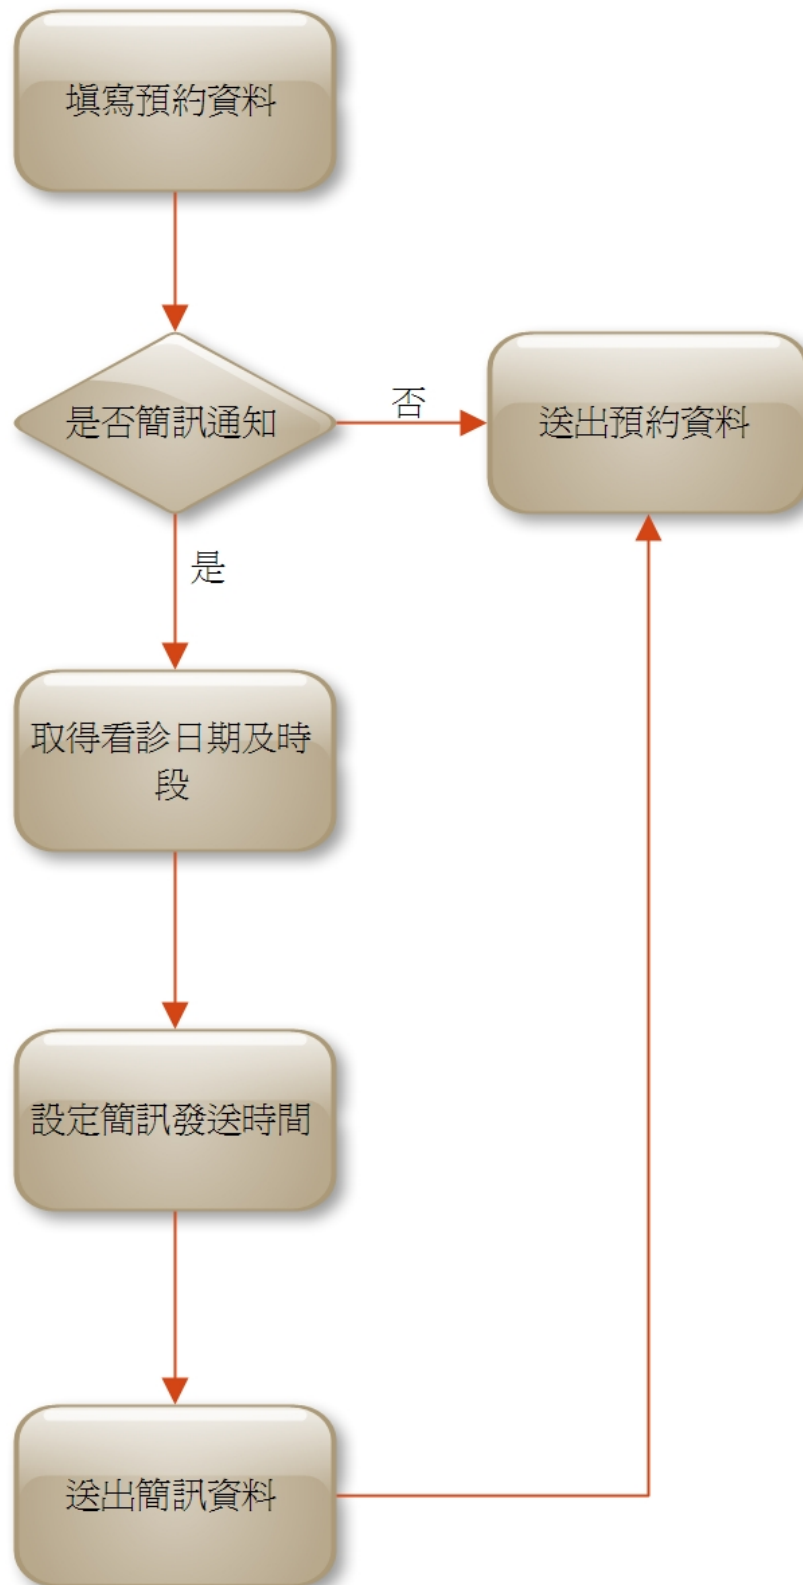 填寫預約資料
是否簡訊通知
否
送出預約資料
是
取得看診日期及時
段
設定簡訊發送時間
送出簡訊資料